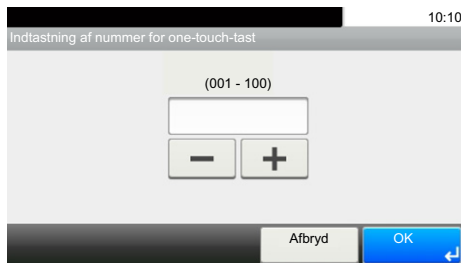 10:10
Indtastning af nummer for one-touch-tast
(001 - 100)
Afbryd
OK